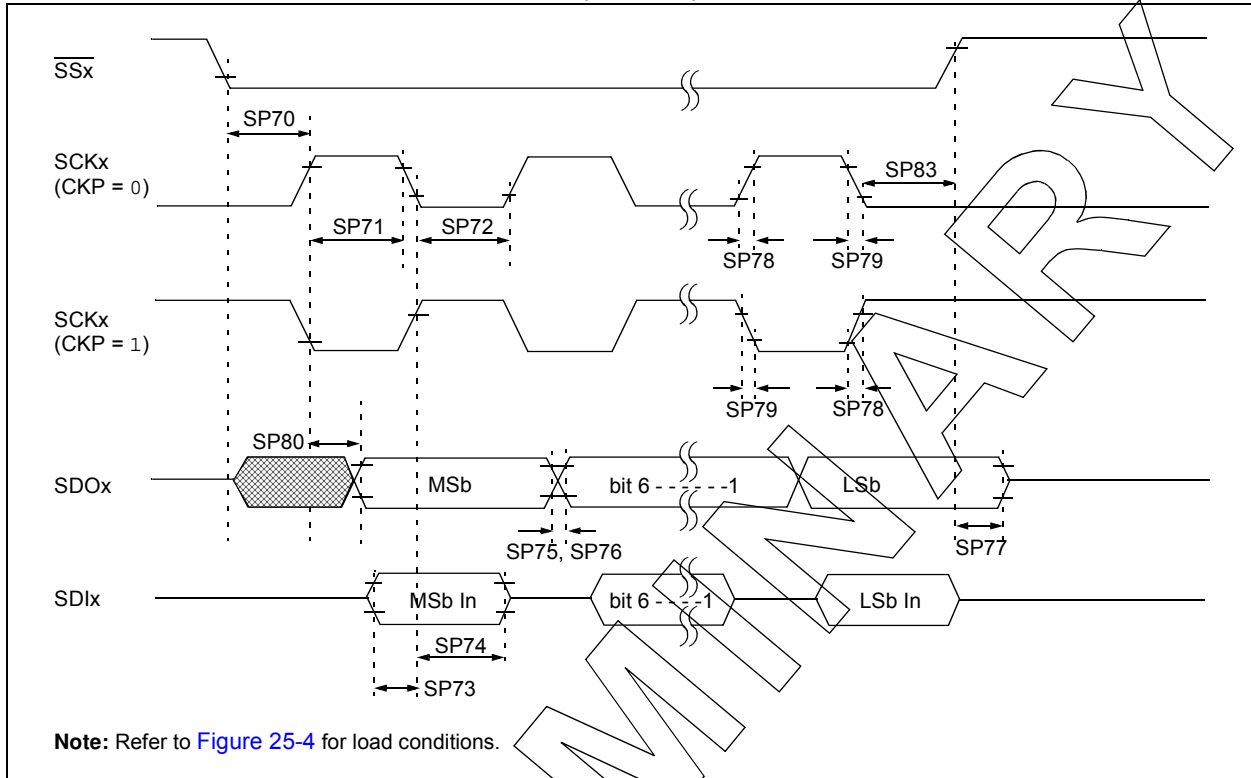 SSx
SP70
SCKx
(CKP = 0)
SP83
SP71 SP72
SP78 SP79
SCKx
(CKP = 1)
SP79 SP78
SP80
SDOx
MSb bit 6 - - - - - -1 LSb
SP75, SP76 SP77
SDIx
MSb In bit 6 - - - -1 LSb In
SP74
SP73
Note: Refer to Figure 25-4 for load conditions.
MINARY